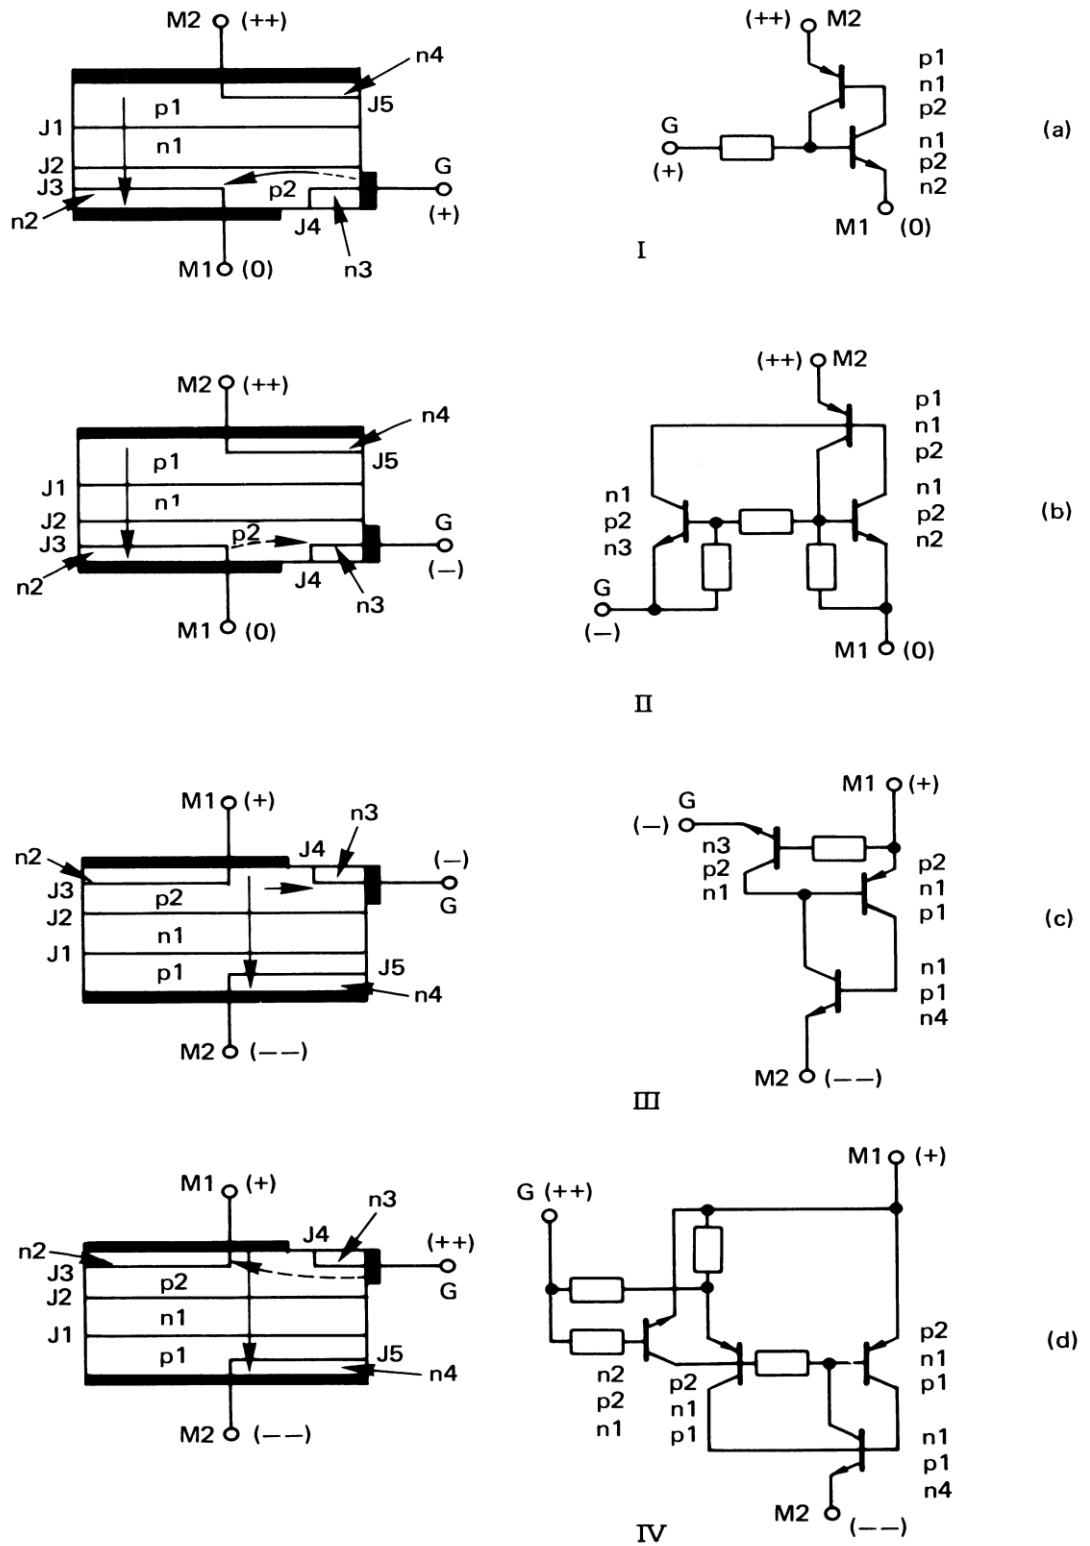 M2 (++)
n4
J5
p1
J1
n1
J2
J3
p2
G
(+)
n2
J4
n3
M1 (0)
(++) M2
p1
n1
p2
G
(+)
n1
p2
n2
M1 (0)
(a)
I
M2 (++)
n4
J5
p1
J1
n1
J2
J3
p2
G
(—)
n2
J4
n3
M1 (0)
(++) M2
p1
n1
p2
n1
p2
n3
n1
p2
n2
G
(—)
M1 (0)
(b)
II
M1 (+)
n3
J4
(—)
G
n2
J3
p2
J2
n1
J1
p1
J5
n4
M2 (— —)
M1 (+)
G
(—)
n3
p2
n1
p2
n1
p1
n1
p1
n4
M2 (— —)
(c)
III
M1 (+)
n3
J4
(++)
G
n2
J3
p2
J2
n1
J1
p1
J5
n4
M2 (— —)
M1 (+)
G (++)
n2
p2
n1
p2
n1
p1
p2
n1
p1
n1
p1
n4
M2 (— —)
(d)
IV